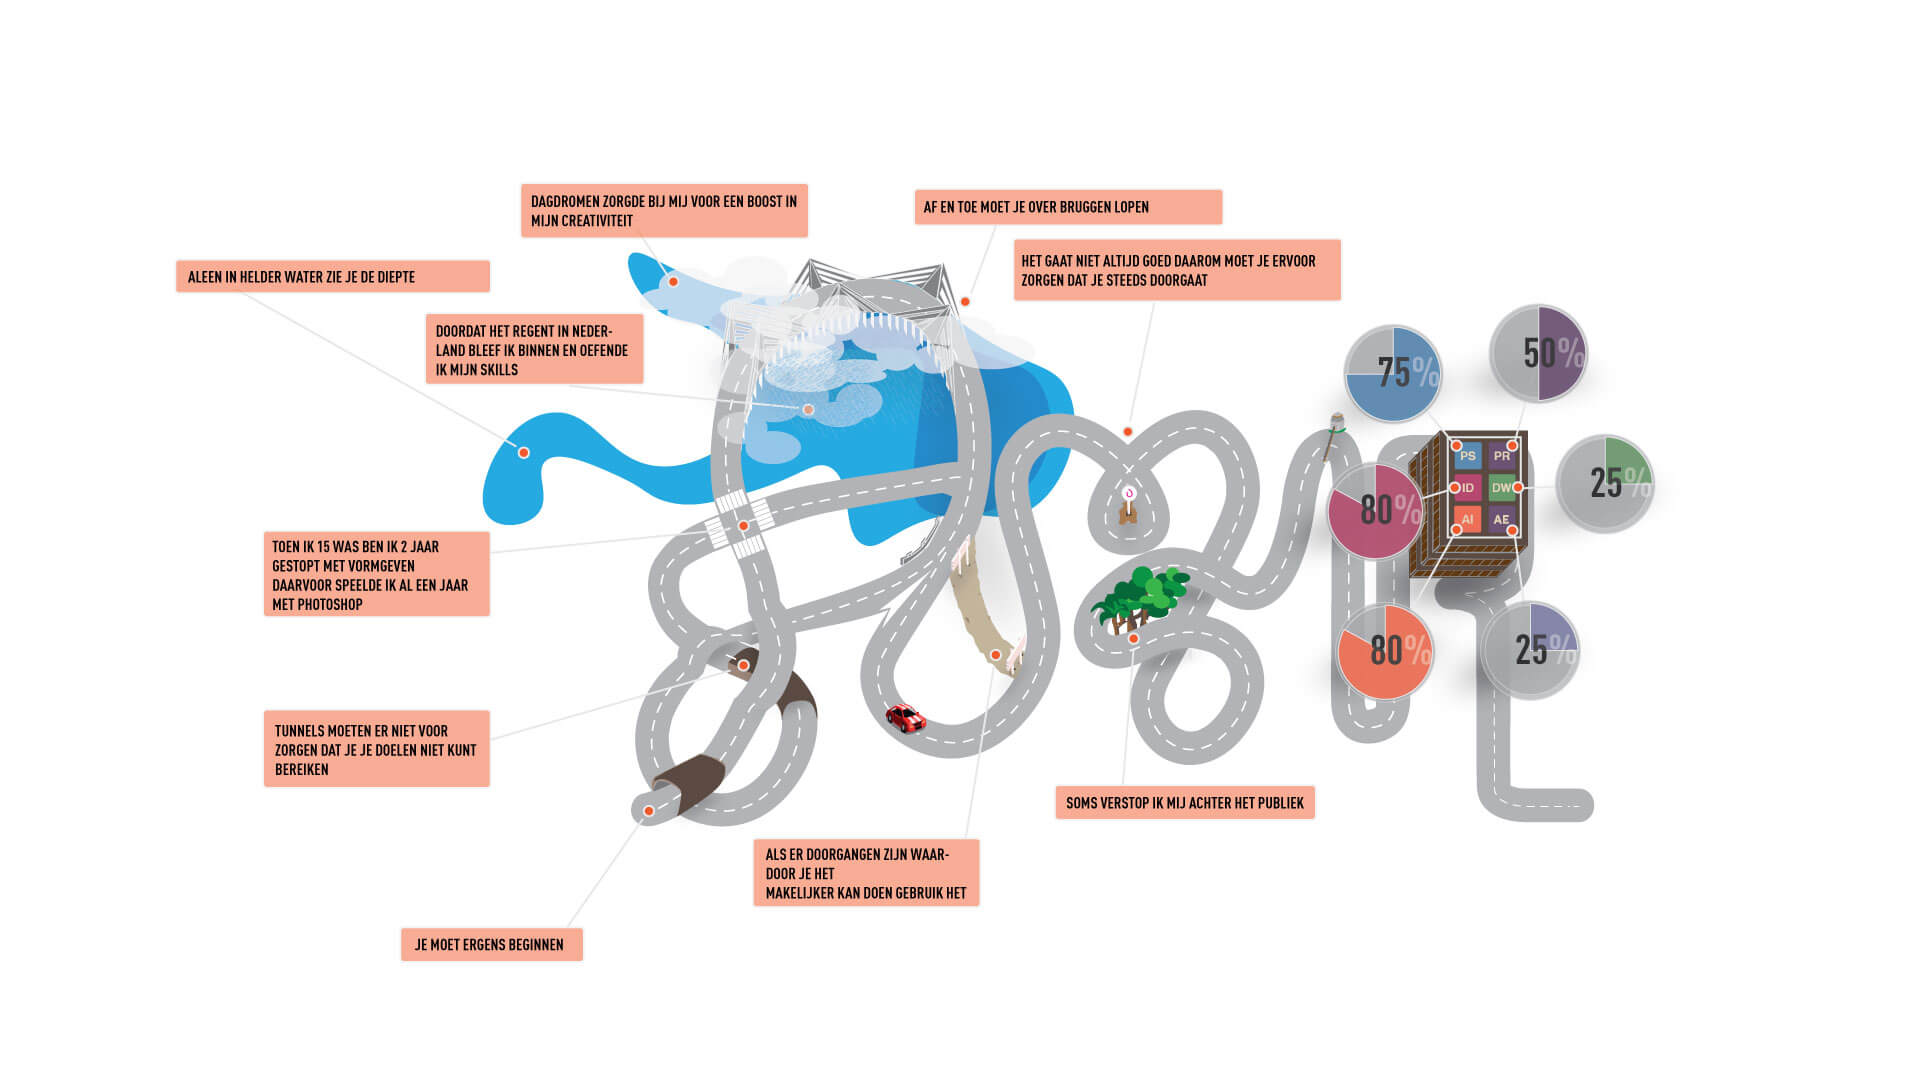 DAGDROMEN ZORGDE BIJ MIJ VOOR EEN BOOST IN
MIJN CREATIVITEIT
AF EN TOE MOET JE OVER BRUGGEN LOPEN
HET GAAT NIET ALTIJD GOED DAAROM MOET JE ERVOOR
ZORGEN DAT JE STEEDS DOORGAAT
ALEEN IN HELDER WATER ZIE JE DE DIEPTE
DOORDAT HET REGENT IN NEDER-
LAND BLEEF IK BINNEN EN OEFENDE
IK MIJN SKILLS
75%
50%
PS
PR
ID
DW
AI
AE
80%
25%
80%
25%
TOEN IK 15 WAS BEN IK 2 JAAR
GESTOPT MET VORMGEVEN
DAARVOOR SPEELDE IK AL EEN JAAR
MET PHOTOSHOP
TUNNELS MOETEN ER NIET VOOR
ZORGEN DAT JE JE DOELEN NIET KUNT
BEREIKEN
SOMS VERSTOP IK MIJ ACHTER HET PUBLIEK
ALS ER DOORGANGEN ZIJN WAAR-
DOOR JE HET
MAKELIJKER KAN DOEN GEBRUIK HET
JE MOET ERGENS BEGINNEN